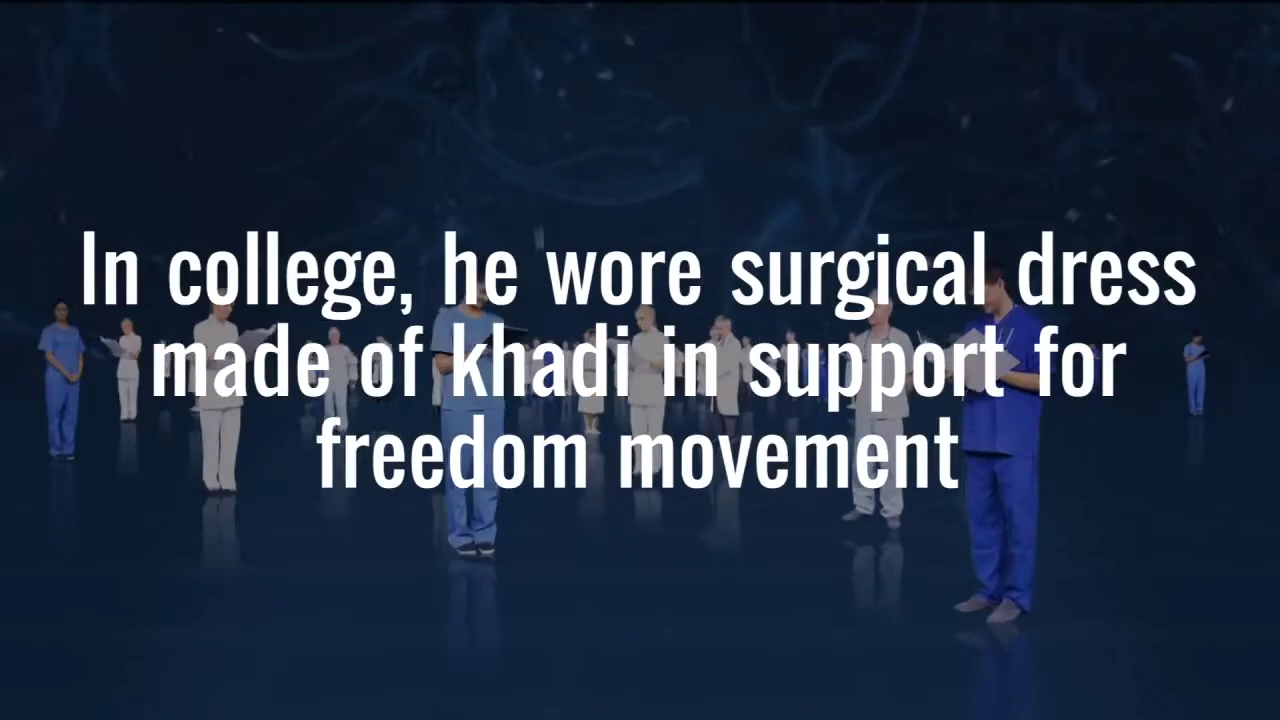 In college, he wore surgical dress
made of khadi in support for
freedom movement